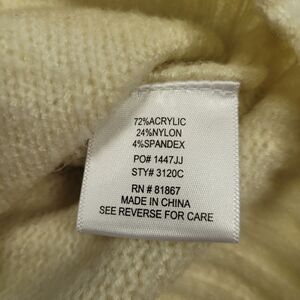 72%ACRYLIC
24%NYLON
4%SPANDEX
PO# 1447JJ
STY# 3120C
RN # 81867
MADE IN CHINA
SEE REVERSE FOR CARE